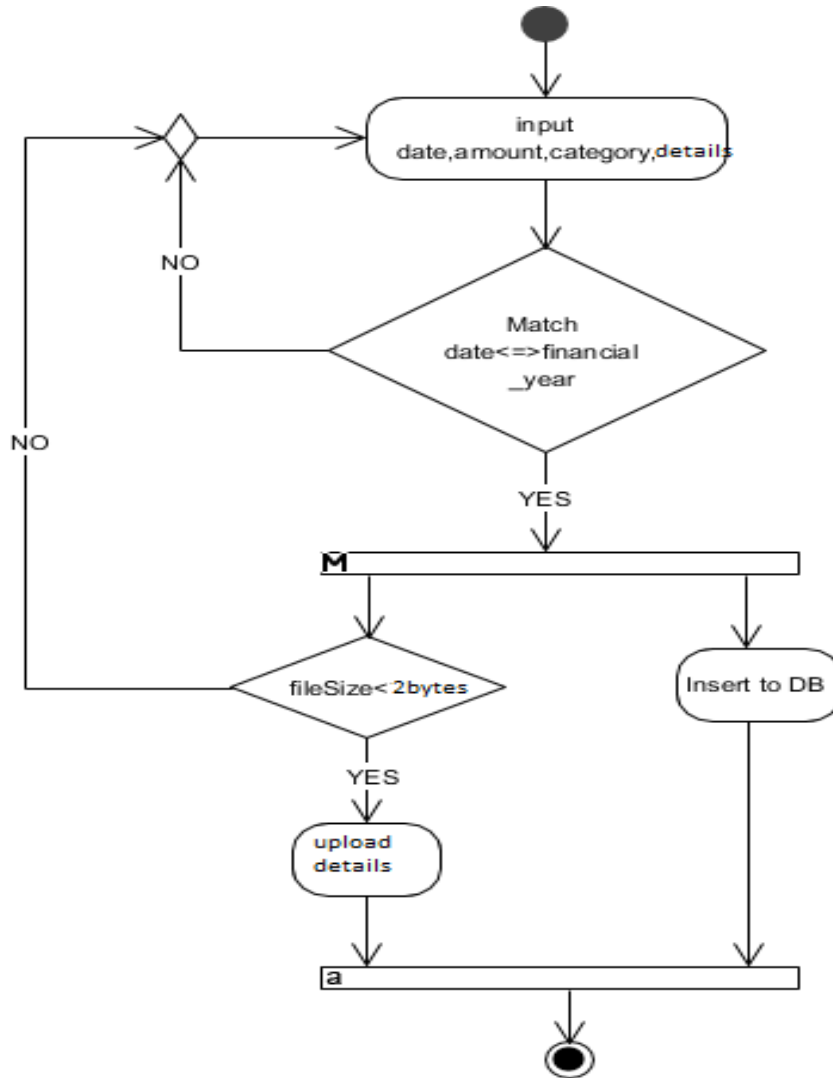 input
date,amount,category,details
NO
Match
date<=>financial
_year
NO
YES
M
fileSize<2bytes
Insert to DB
YES
upload
details
a